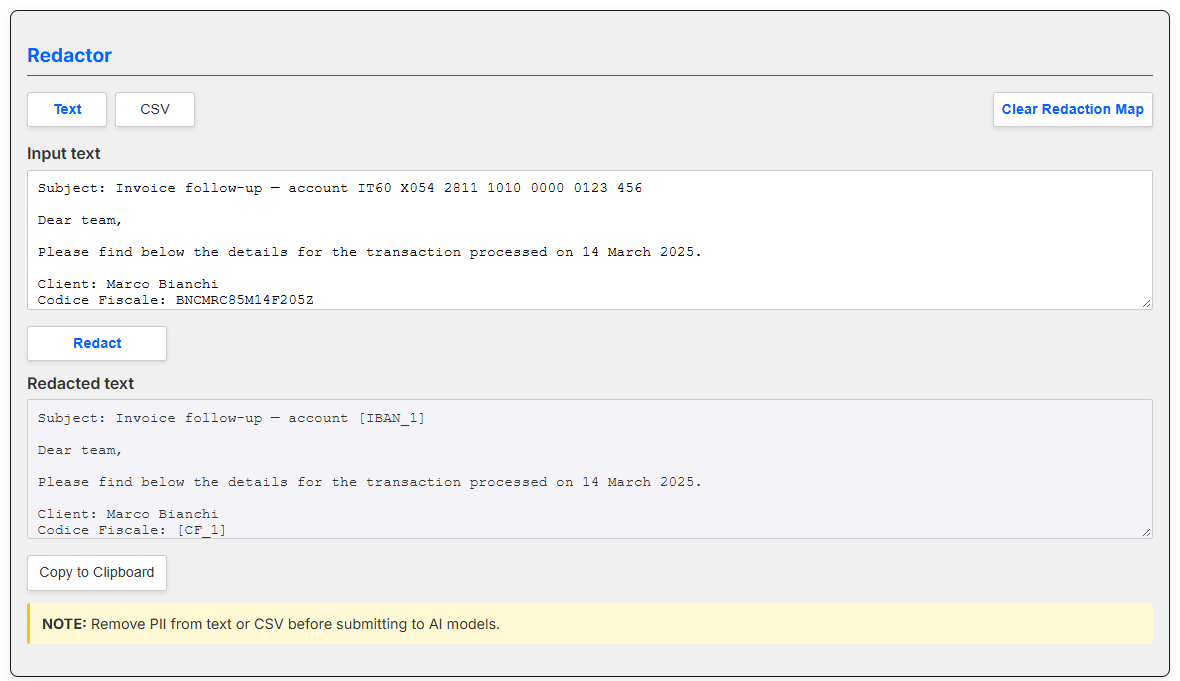 Redactor
Text CSV Clear Redaction Map
Input text
Subject: Invoice follow-up — account IT60 X054 2811 1010 0000 0123 456
Dear team,
Please find below the details for the transaction processed on 14 March 2025.
Client: Marco Bianchi
Codice Fiscale: BNCMRC85M14F205Z
Redact
Redacted text
Subject: Invoice follow-up — account [IBAN_1]
Dear team,
Please find below the details for the transaction processed on 14 March 2025.
Client: Marco Bianchi
Codice Fiscale: [CF_1]
Copy to Clipboard
NOTE: Remove PII from text or CSV before submitting to AI models.